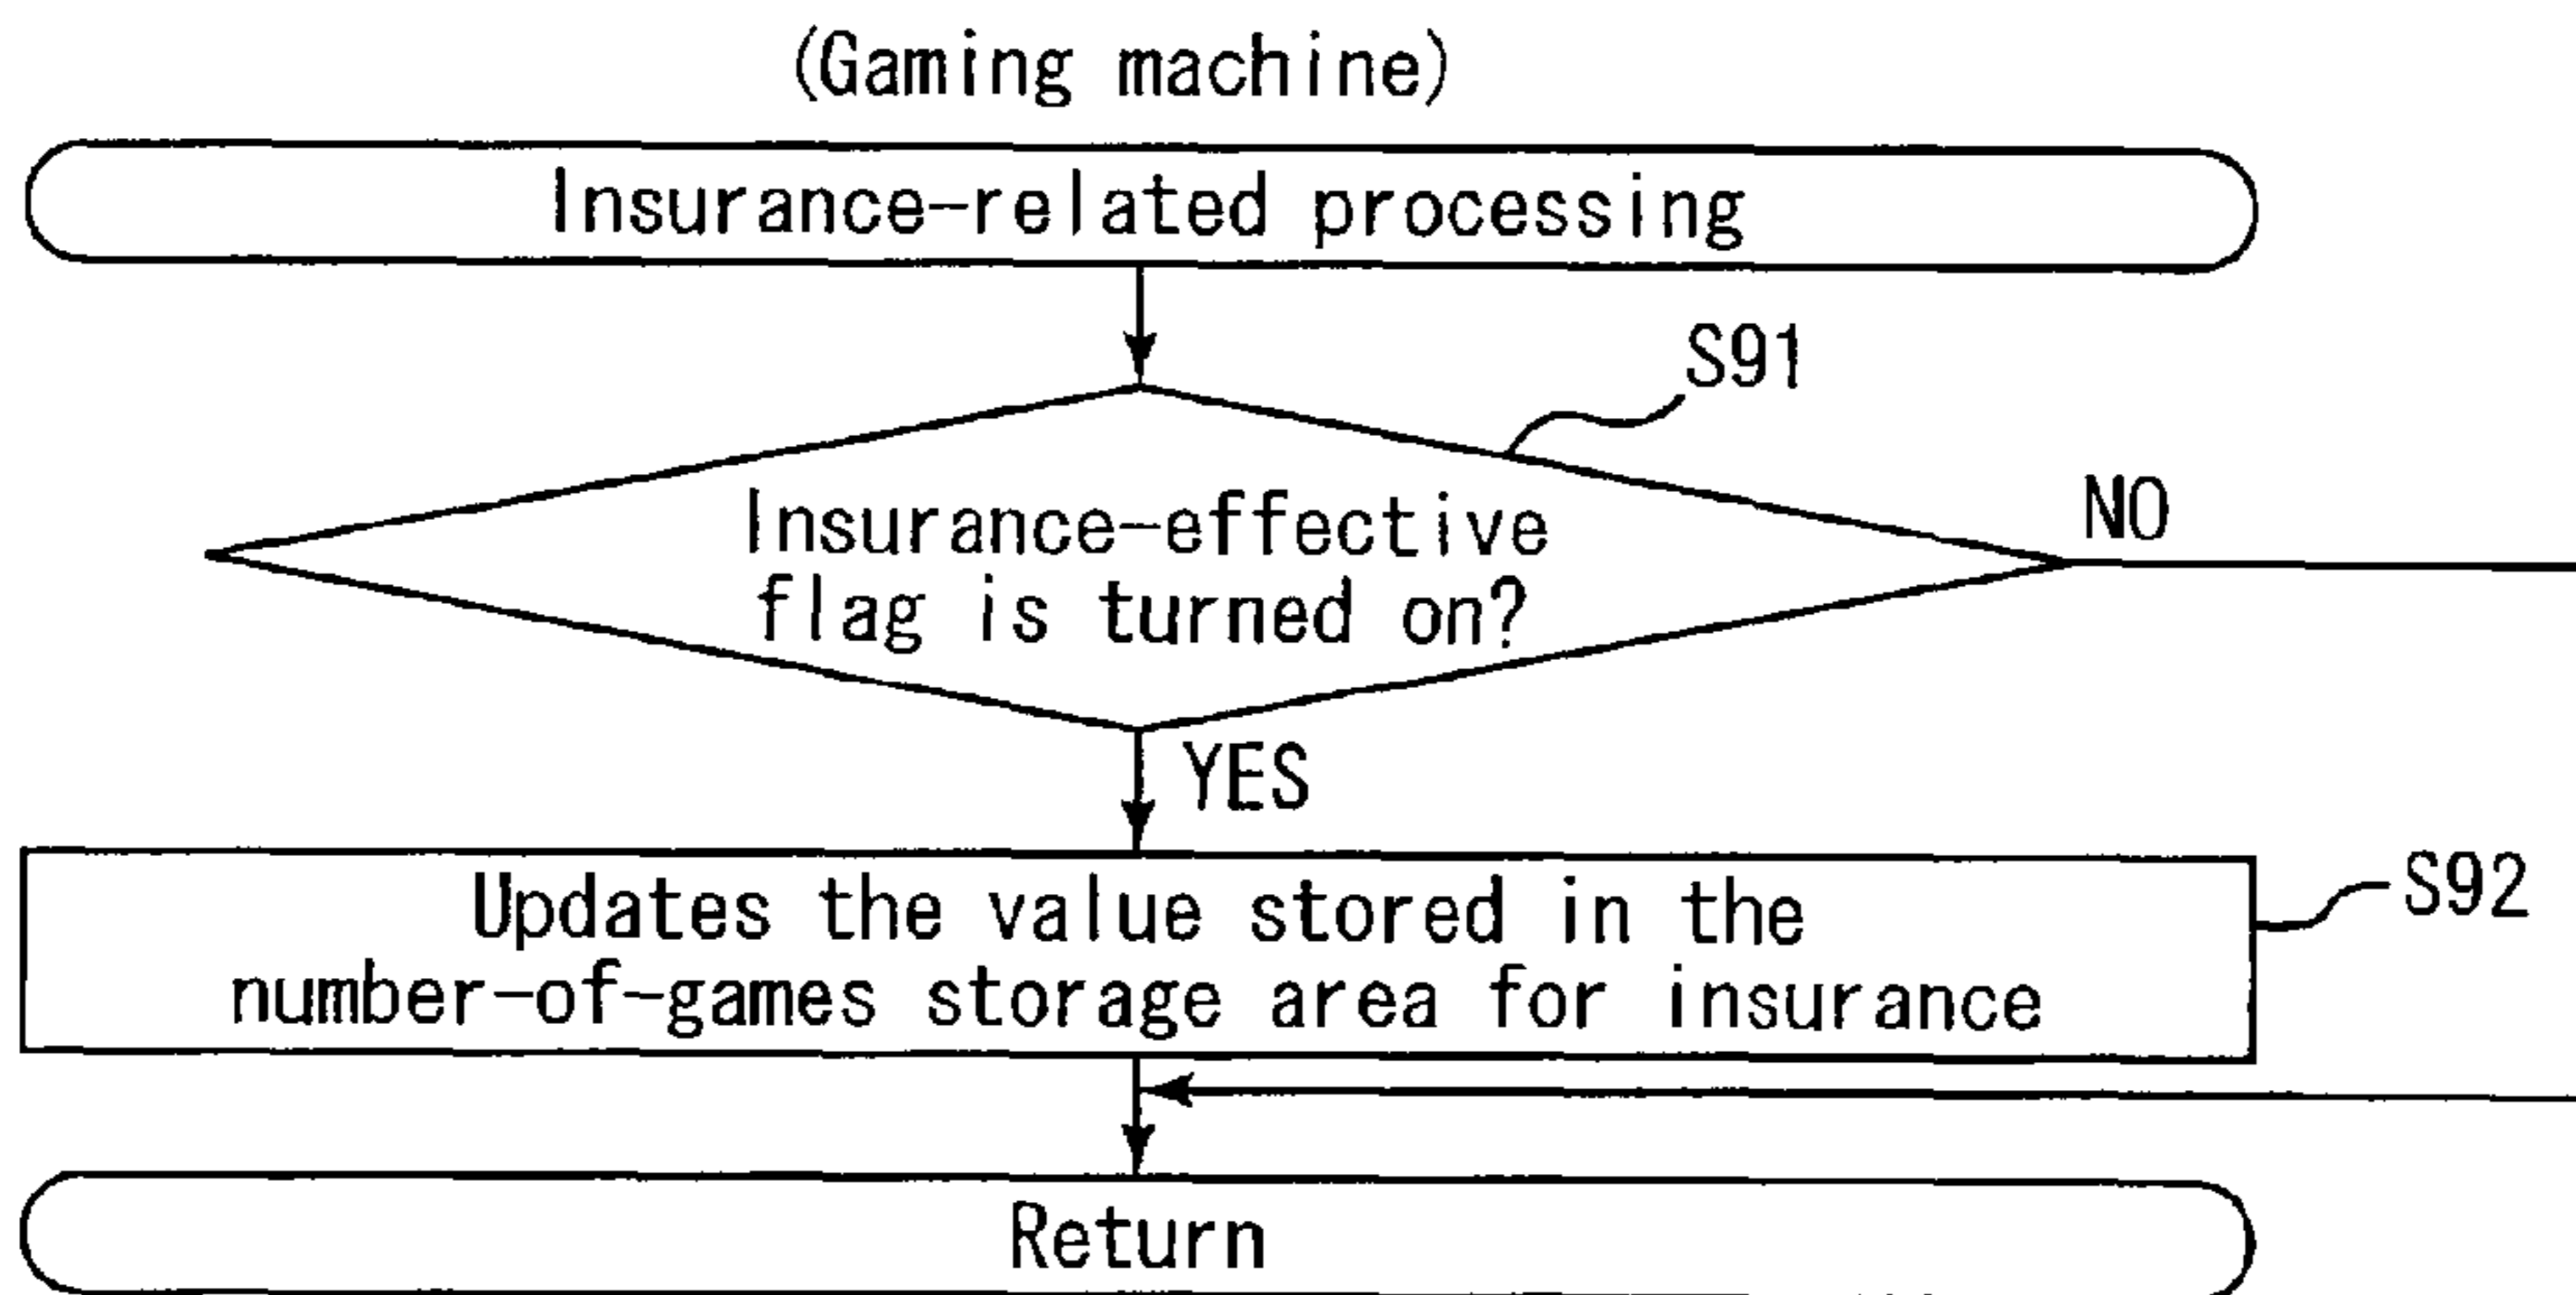 (Gaming machine)
Insurance-related processing
S91
Insurance-effective
flag is turned on?
NO
YES
Updates the value stored in the
number-of-games storage area for insurance
S92
Return